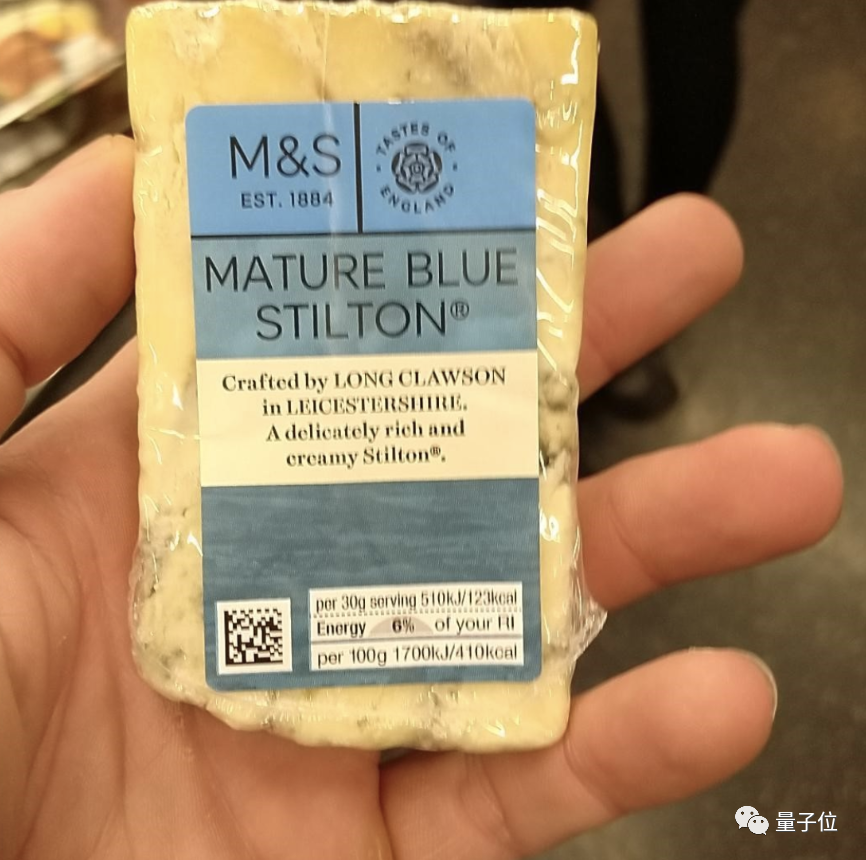 M&S
EST. 1884
TASTES OF
ENGLAND
MATURE BLUE
STILTON®
Crafted by LONG CLAWSON
in LEICESTERSHIRE.
A delicately rich and
creamy Stilton®.
per 30g serving 510kJ/123kcal
Energy 6% of your RI
per 100g 1700kJ/410kcal
量子位